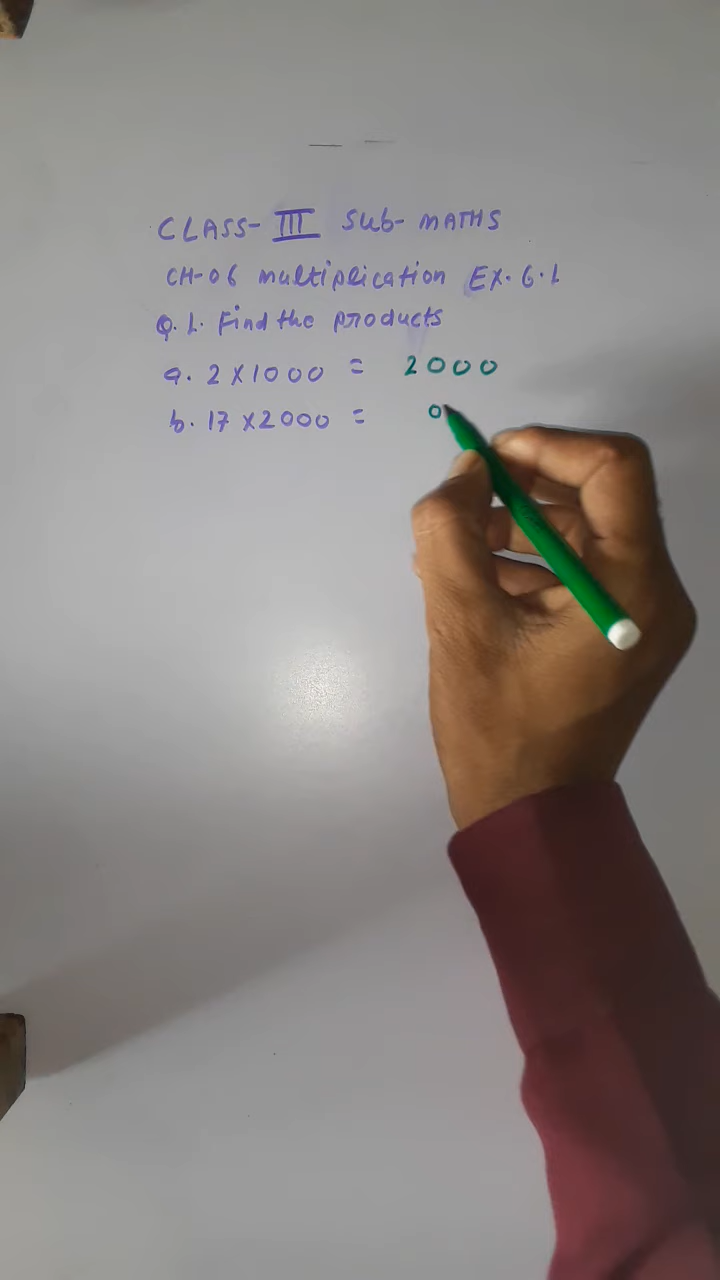 CLASS- III Sub- MATHS
CH-06 multiplication EX. 6.1
Q.1. Find the products
a. 2 X 1000 = 2000
b. 17 X 2000 = 0